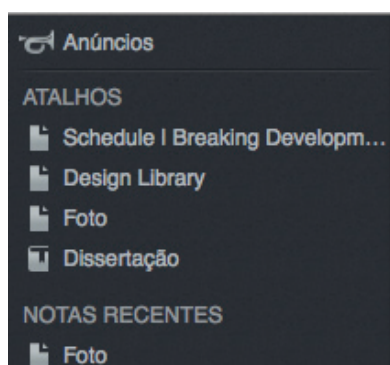 Anúncios
ATALHOS
Schedule | Breaking Developm...
Design Library
Foto
Dissertação
NOTAS RECENTES
Foto